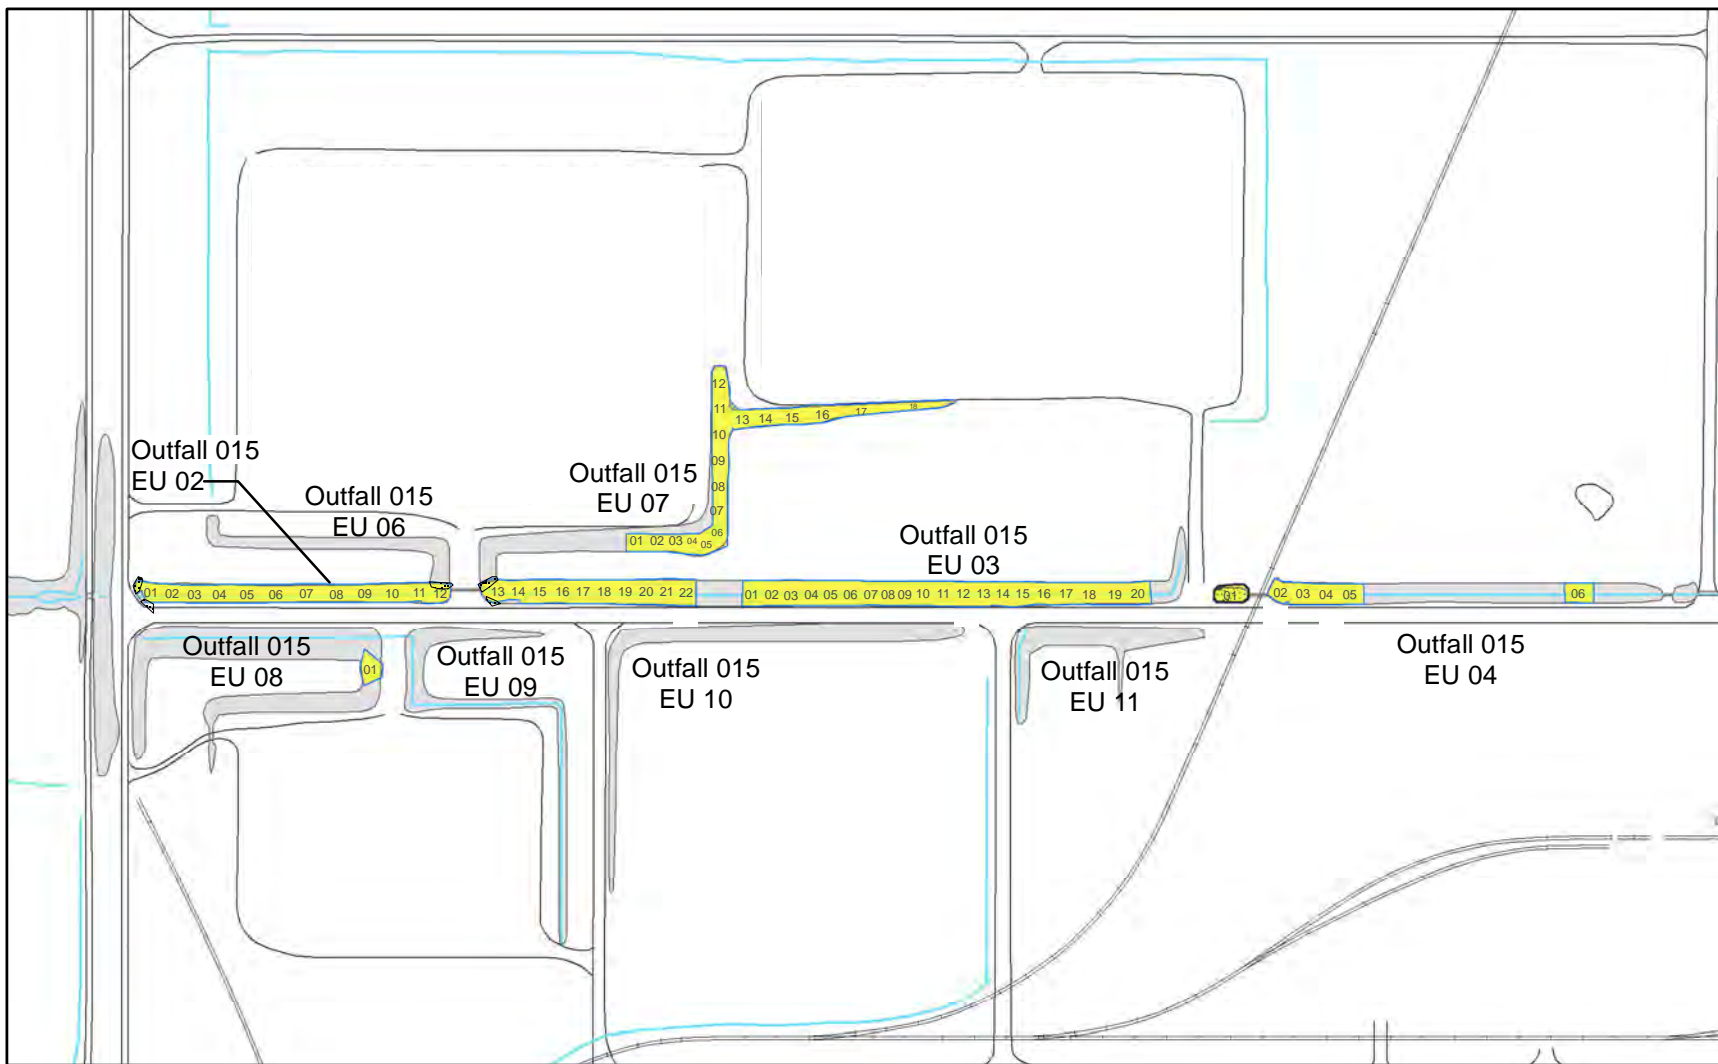 12
11
10
09
08
07
06
13 14 15 16 17 18
Outfall 015
EU 02
Outfall 015
EU 06
Outfall 015
EU 07
01 02 03 04 05
Outfall 015
EU 03
01 02 03 04 05 06 07 08 09 10 11 12
13 14 15 16 17 18 19 20 21 22
01 02 03 04 05 06 07 08 09 10 11 12 13 14 15 16 17 18 19 20
01
02 03 04 05
06
Outfall 015
EU 08
01
Outfall 015
EU 09
Outfall 015
EU 10
Outfall 015
EU 11
Outfall 015
EU 04